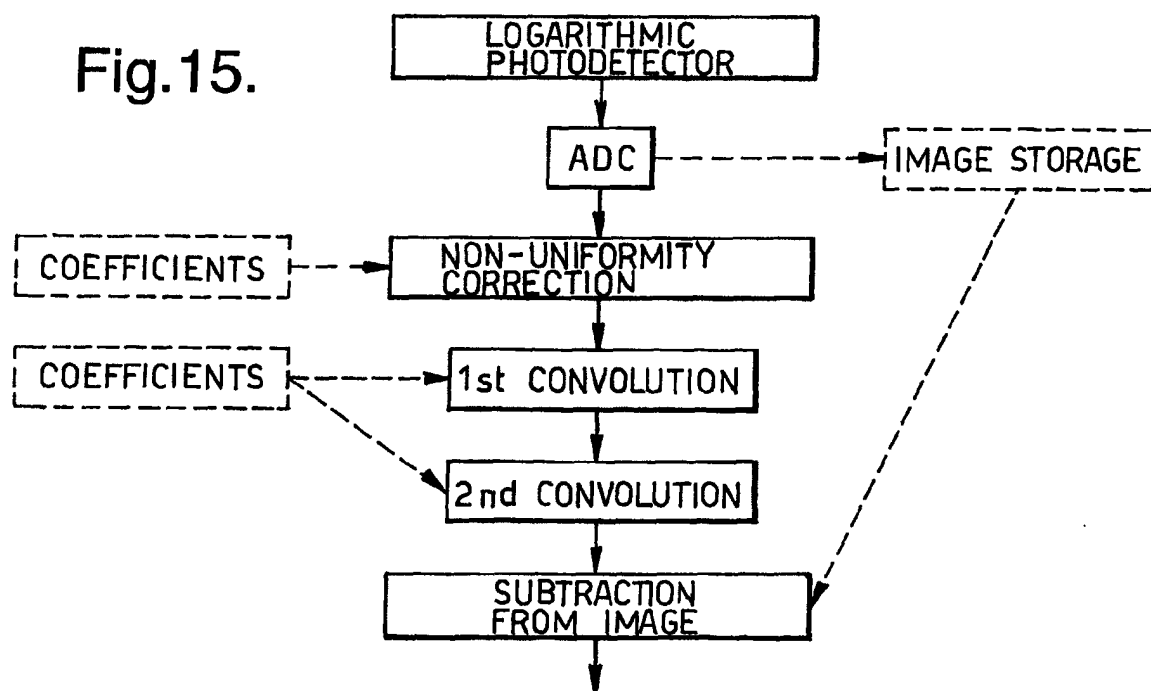 Fig.15.
LOGARITHMIC
PHOTODETECTOR
ADC
IMAGE STORAGE
COEFFICIENTS
NON-UNIFORMITY
CORRECTION
COEFFICIENTS
1st CONVOLUTION
2nd CONVOLUTION
SUBTRACTION
FROM IMAGE